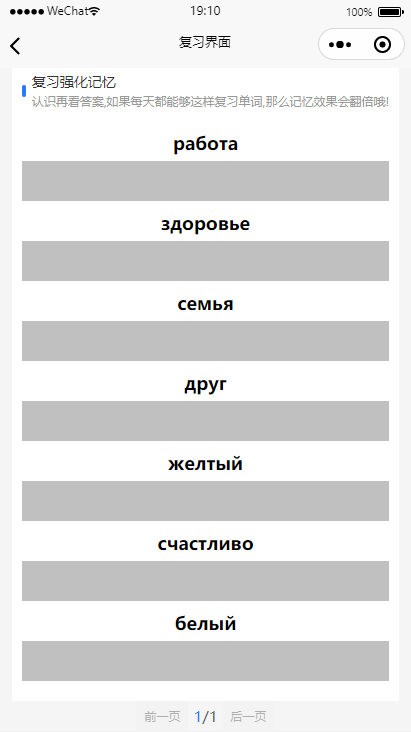 WeChat
19:10
100%
复习界面
复习强化记忆
认识再看答案,如果每天都能够这样复习单词,那么记忆效果会翻倍哦!
работа
здоровье
семья
друг
желтый
счастливо
белый
前一页 1/1 后一页